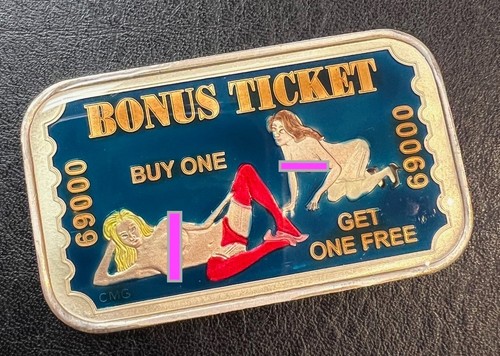 BONUS TICKET
BUY ONE
69000
00069
GET
ONE FREE
CMG